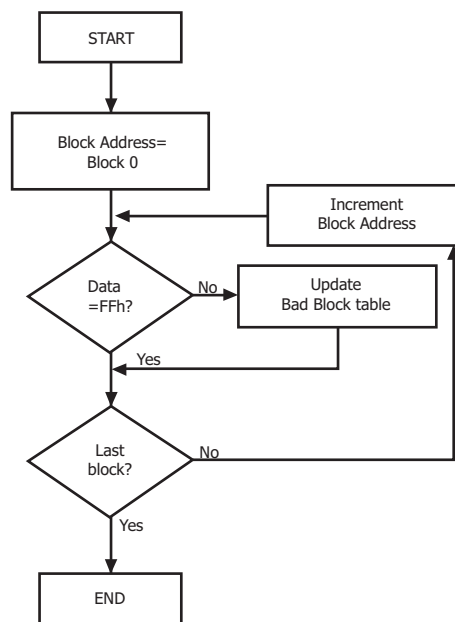 START
Block Address=
Block 0
Increment
Block Address
Data
=FFh?
No
Update
Bad Block table
Yes
Last
block?
No
Yes
END